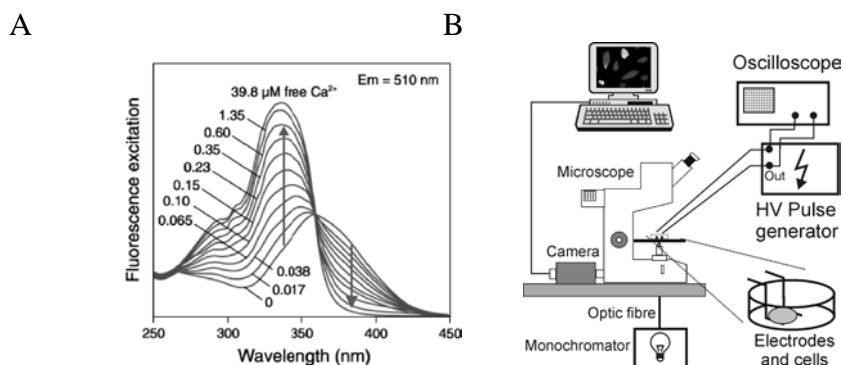 A
B
Em = 510 nm
39.8 µM free Ca²⁺
1.35
0.60
0.35
0.23
0.15
0.10
0.065
0.038
0.017
0
Fluorescence excitation
250 300 350 400 450
Wavelength (nm)
Oscilloscope
Microscope
Out
HV Pulse
generator
Camera
Optic fibre
Monochromator
Electrodes
and cells